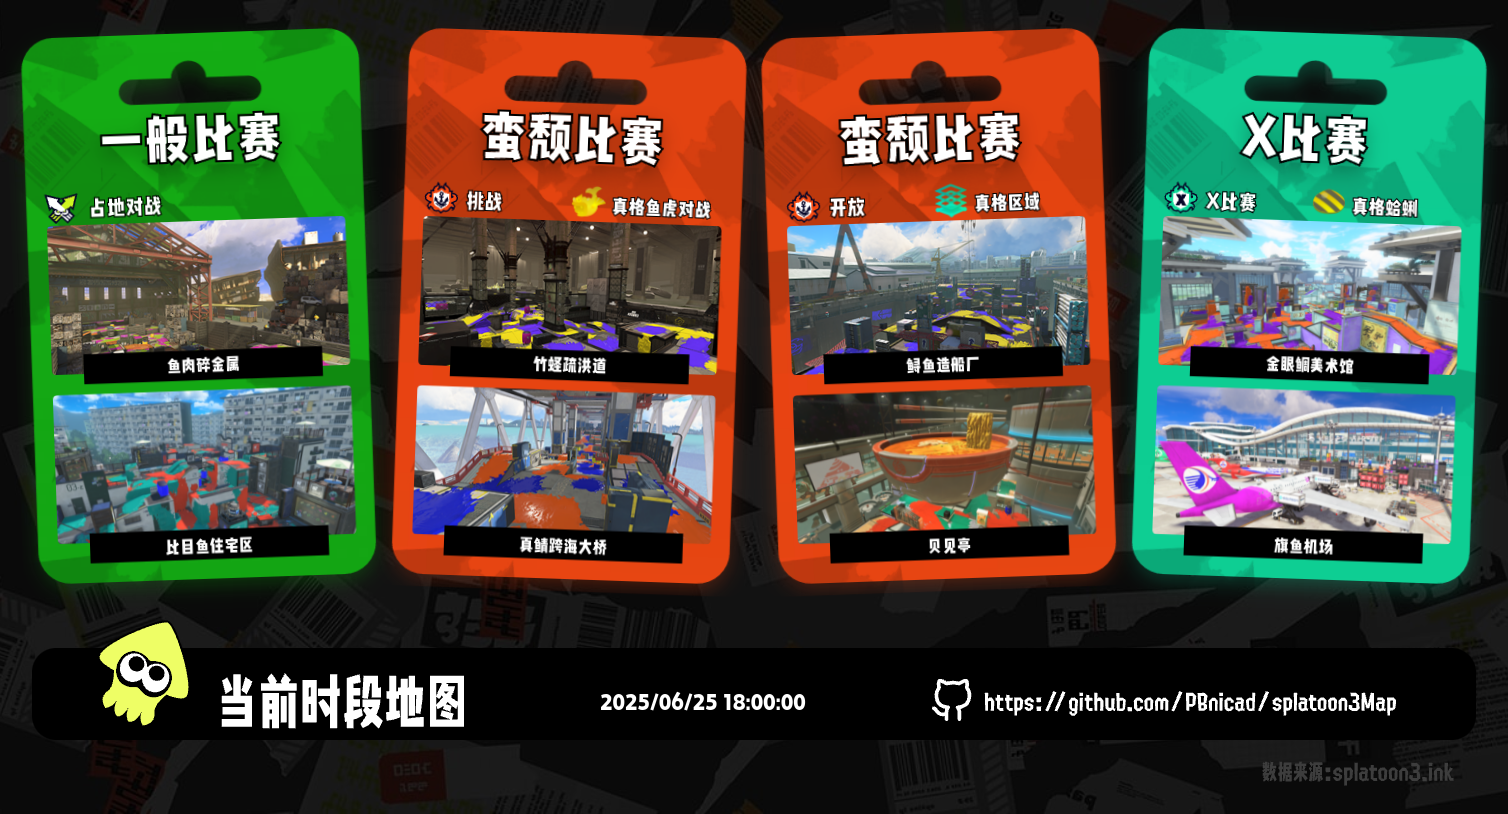 一般比赛
占地对战
鱼肉碎金属
比目鱼住宅区
蛮颓比赛
挑战
真格鱼虎对战
竹蛏疏洪道
真鲭跨海大桥
蛮颓比赛
开放
真格区域
鲟鱼造船厂
贝见亭
X比赛
X比赛
真格蛤蜊
金眼鲷美术馆
旗鱼机场
当前时段地图
2025/06/25 18:00:00
https://github.com/PBnicad/splatoon3Map
数据来源:splatoon3.ink